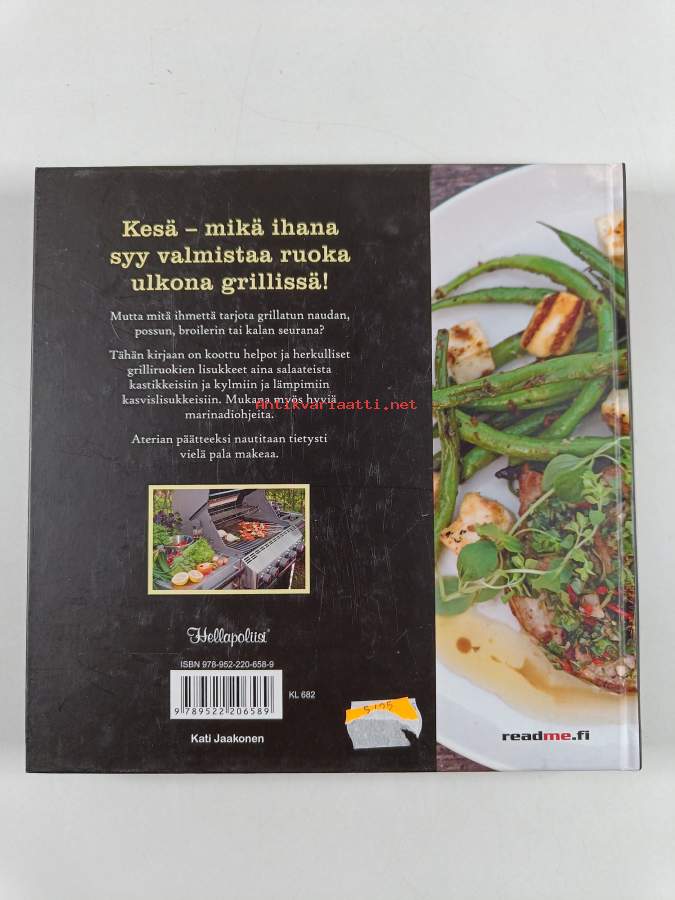 Kesä – mikä ihana
syy valmistaa ruoka
ulkona grillissä!
Mutta mitä ihmettä tarjota grillatun naudan,
possun, broilerin tai kalan seurana?
Tähän kirjaan on koottu helpot ja herkulliset
grilliruokien lisukkeet aina salaateista
kastikkeisiin ja kylmiin ja lämpimiin
kasvislisukkeisiin. Mukana myös hyviä
marinadiohjeita.
Antikvariaatti.net
Aterian päätteeksi nautitaan tietysti
vielä pala makeaa.
Hellapoliisi
ISBN 978-952-220-658-9
KL 682
9 789522 206589
5/25
Kati Jaakonen
readme.fi